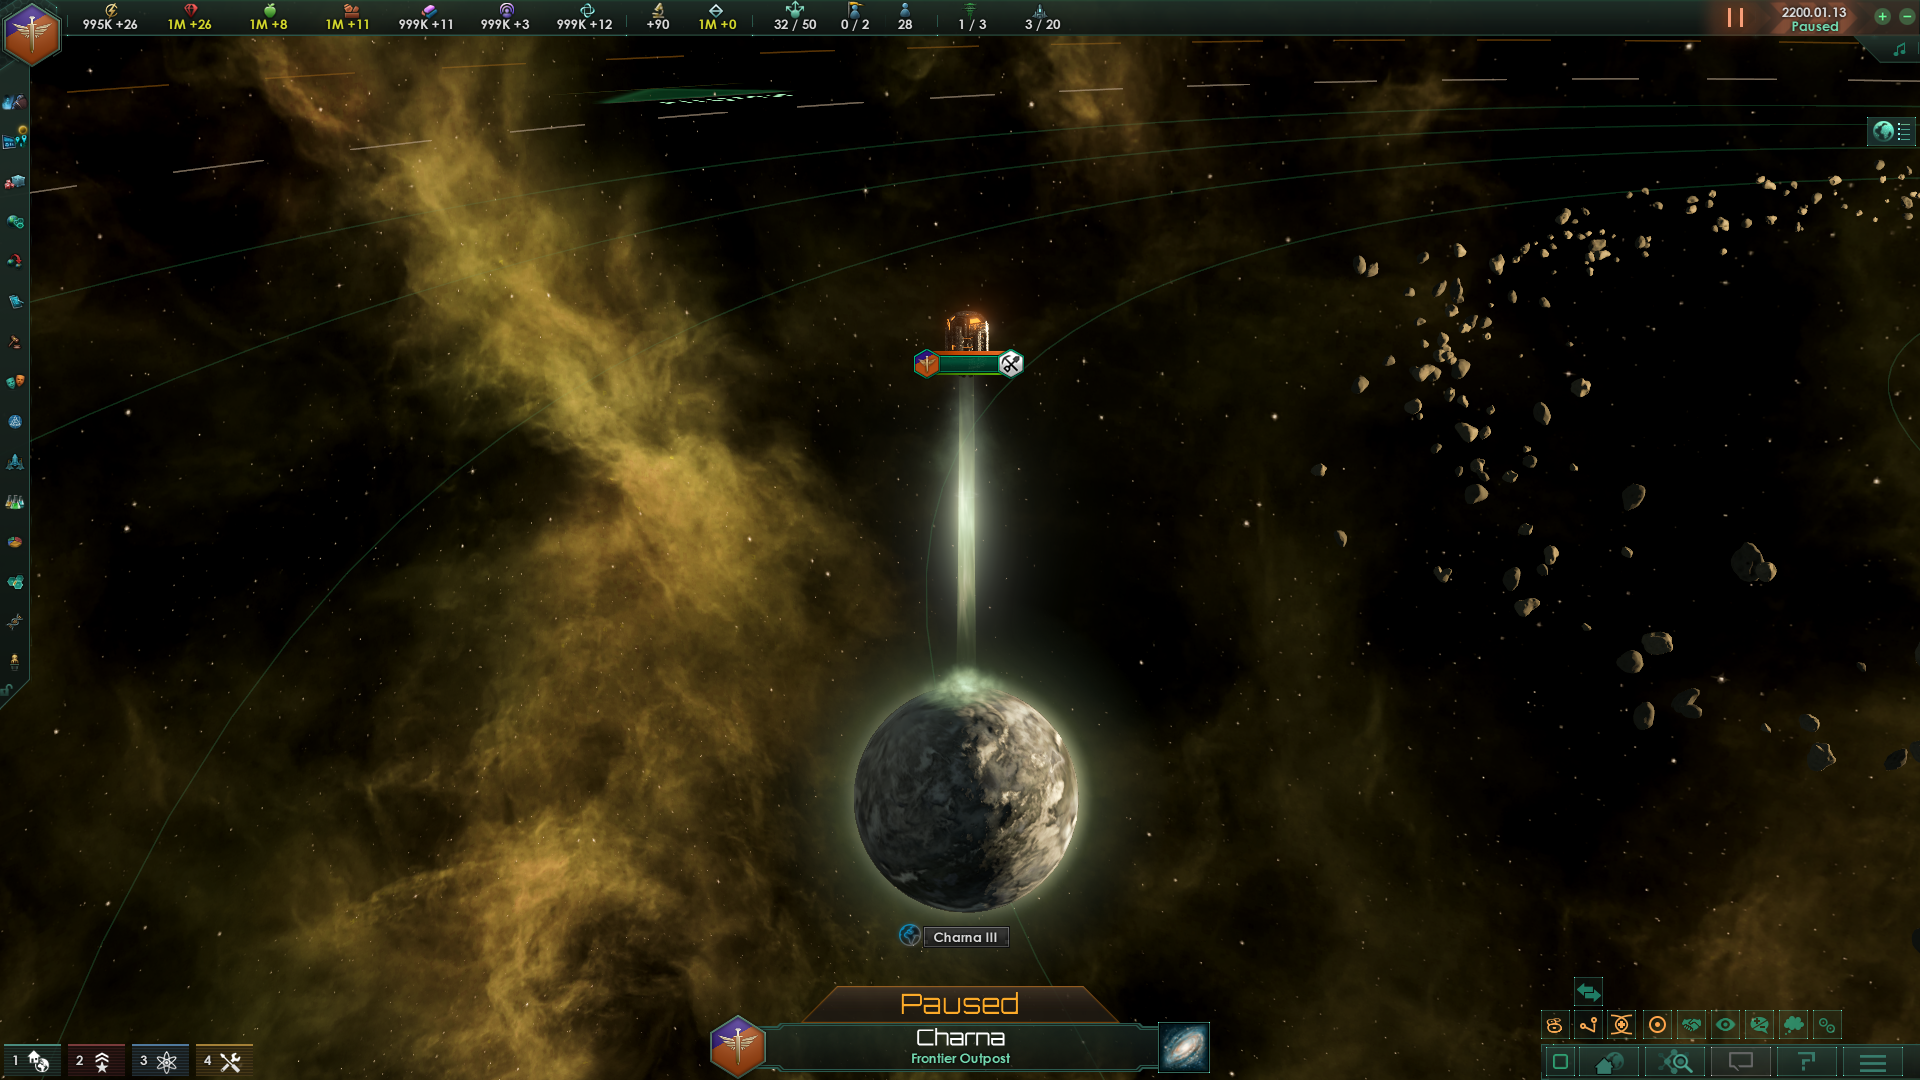 995K +26 1M +26 1M +8 1M +11 999K +11 999K +3 999K +12 +90 1M +0 32 / 50 0 / 2 28 1 / 3 3 / 20
2200.01.13
Paused
Charna III
Paused
Charna
Frontier Outpost
1 2 3 4